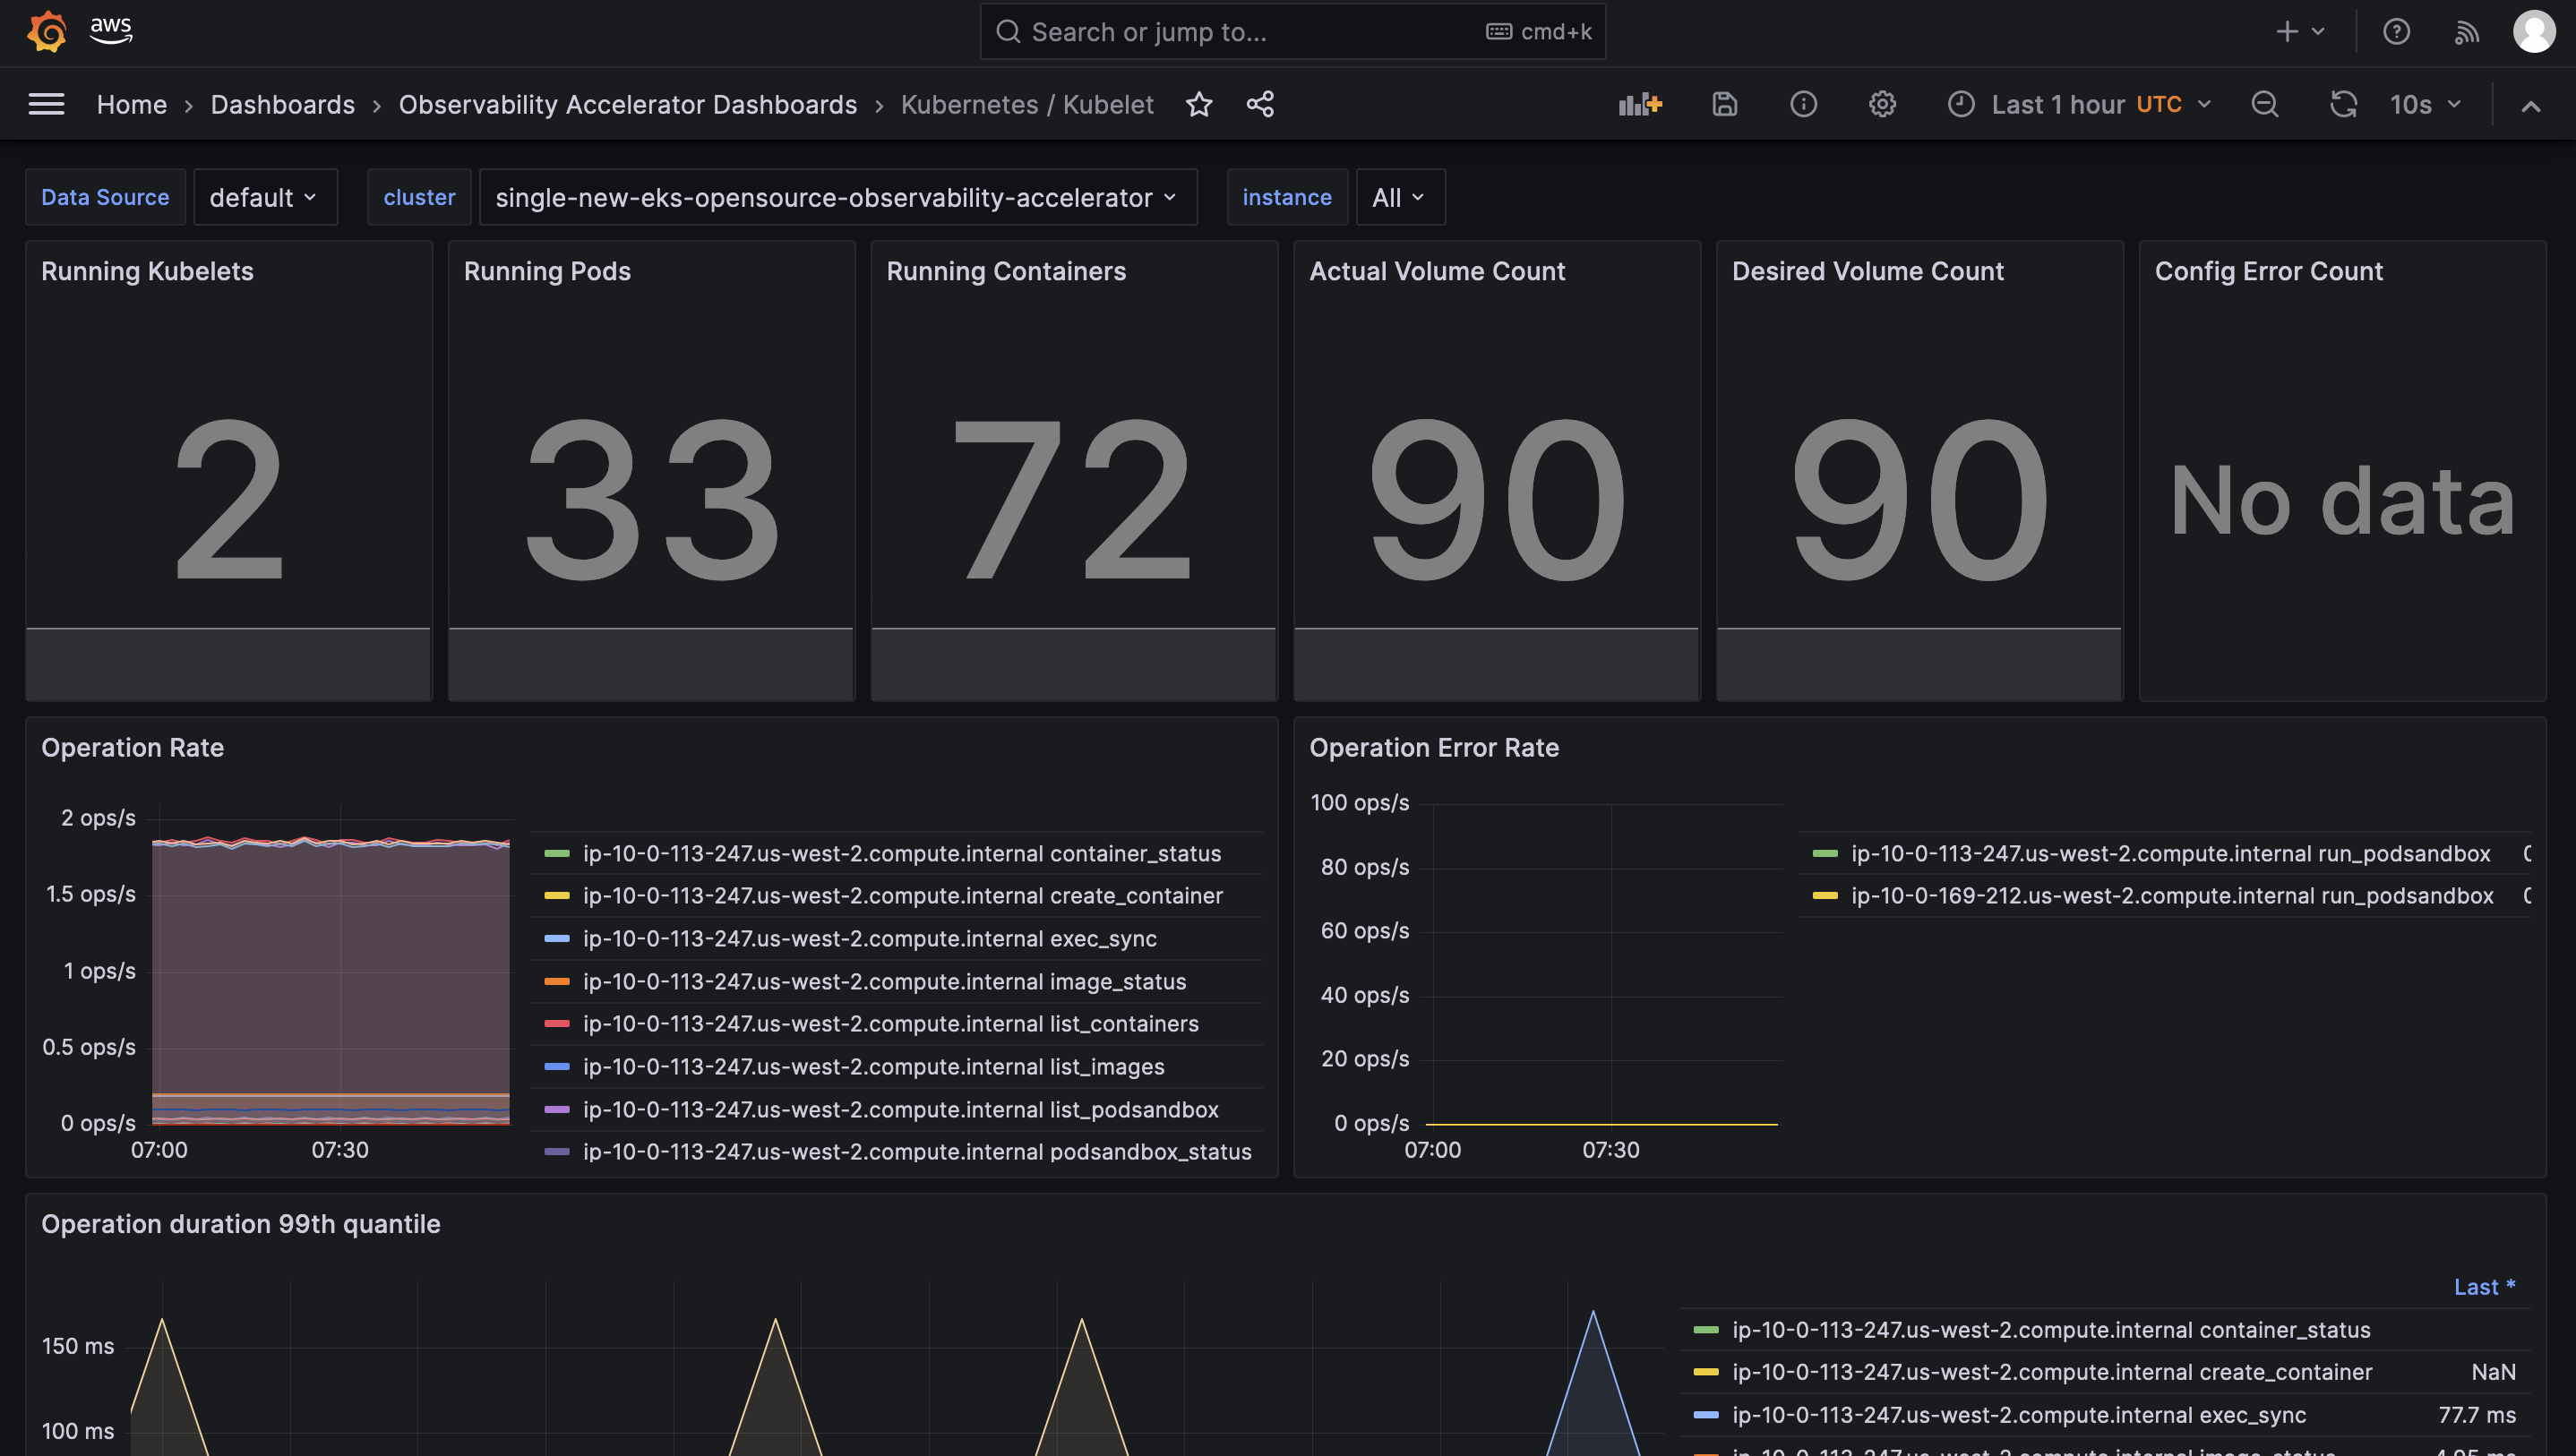 aws
Search or jump to...
cmd+k
Home › Dashboards › Observability Accelerator Dashboards › Kubernetes / Kubelet
Last 1 hour UTC
10s
Data Source
default
cluster
single-new-eks-opensource-observability-accelerator
instance
All
Running Kubelets
2
Running Pods
33
Running Containers
72
Actual Volume Count
90
Desired Volume Count
90
Config Error Count
No data
Operation Rate
2 ops/s
1.5 ops/s
1 ops/s
0.5 ops/s
0 ops/s
07:00
07:30
ip-10-0-113-247.us-west-2.compute.internal container_status
ip-10-0-113-247.us-west-2.compute.internal create_container
ip-10-0-113-247.us-west-2.compute.internal exec_sync
ip-10-0-113-247.us-west-2.compute.internal image_status
ip-10-0-113-247.us-west-2.compute.internal list_containers
ip-10-0-113-247.us-west-2.compute.internal list_images
ip-10-0-113-247.us-west-2.compute.internal list_podsandbox
ip-10-0-113-247.us-west-2.compute.internal podsandbox_status
Operation Error Rate
100 ops/s
80 ops/s
60 ops/s
40 ops/s
20 ops/s
0 ops/s
07:00
07:30
ip-10-0-113-247.us-west-2.compute.internal run_podsandbox
ip-10-0-169-212.us-west-2.compute.internal run_podsandbox
Operation duration 99th quantile
150 ms
100 ms
Last *
ip-10-0-113-247.us-west-2.compute.internal container_status
ip-10-0-113-247.us-west-2.compute.internal create_container NaN
ip-10-0-113-247.us-west-2.compute.internal exec_sync 77.7 ms